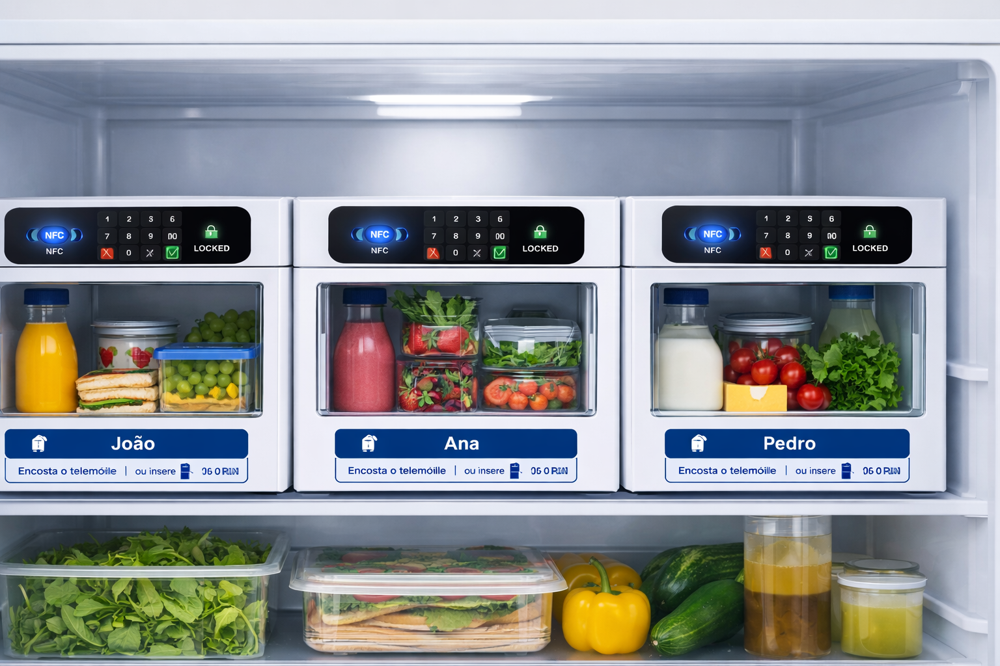 NFC
NFC
1 2 3 6
7 8 9
0
LOCKED
NFC
NFC
1 2 3 6
7 8 9
0
LOCKED
NFC
NFC
1 2 6
7 8 9
0
LOCKED
João
Encosta o | ou insere
Ana
Encosta o | ou insere
Pedro
Encosta o | ou insere